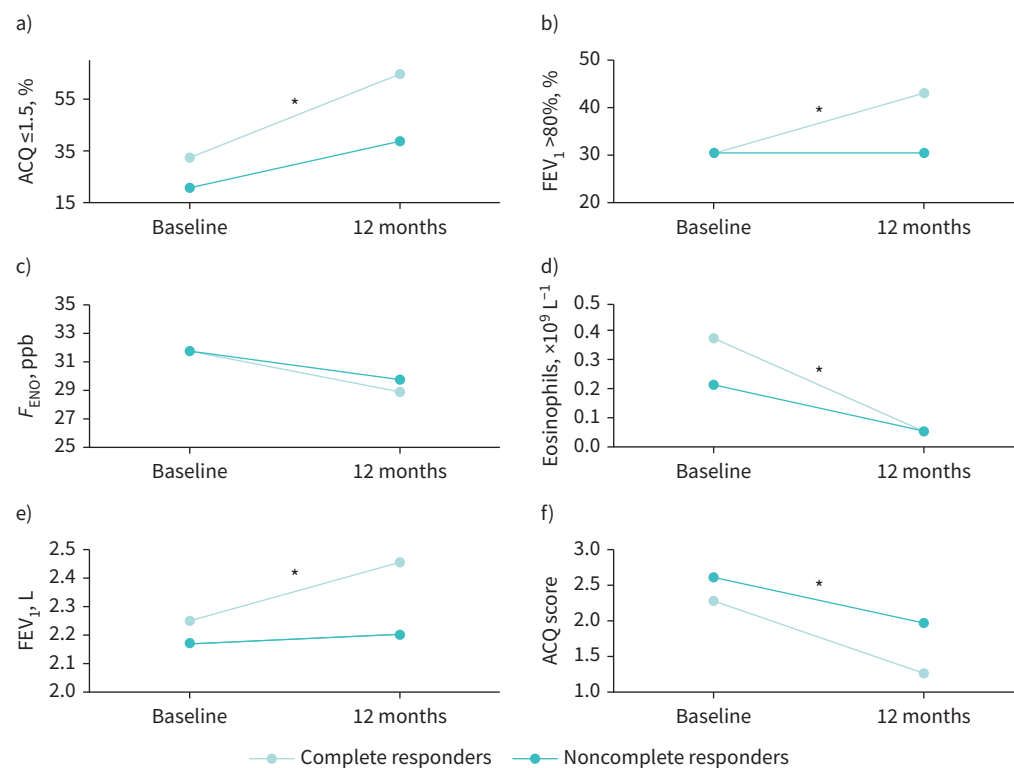 a)
ACQ ≤1.5, %
55
35
15
Baseline 12 months
*
b)
FEV₁ >80%, %
50
40
30
20
Baseline 12 months
*
c)
FENO, ppb
35
33
31
29
27
25
Baseline 12 months
d)
Eosinophils, ×10⁹ L⁻¹
0.5
0.4
0.3
0.2
0.1
0.0
Baseline 12 months
*
e)
FEV₁, L
2.5
2.4
2.3
2.2
2.1
2.0
Baseline 12 months
*
f)
ACQ score
3.0
2.5
2.0
1.5
1.0
Baseline 12 months
*
Complete responders Noncomplete responders